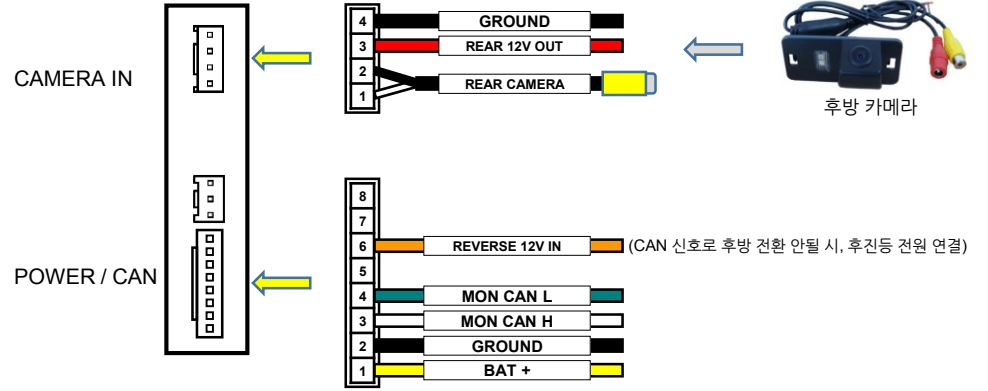 4 GROUND
3 REAR 12V OUT
2
REAR CAMERA
1
CAMERA IN
후방 카메라
8
7
6 REVERSE 12V IN (CAN 신호로 후방 전환 안될 시, 후진등 전원 연결)
5
POWER / CAN
4 MON CAN L
3 MON CAN H
2 GROUND
1 BAT +